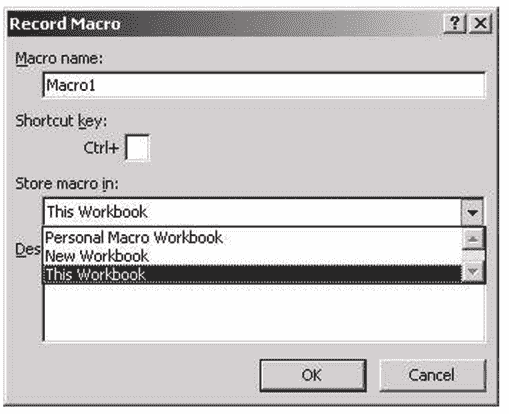 Record Macro
Macro name:
Macro1
Shortcut key:
Ctrl+
Store macro in:
This Workbook
Personal Macro Workbook
Des
New Workbook
This Workbook
OK
Cancel